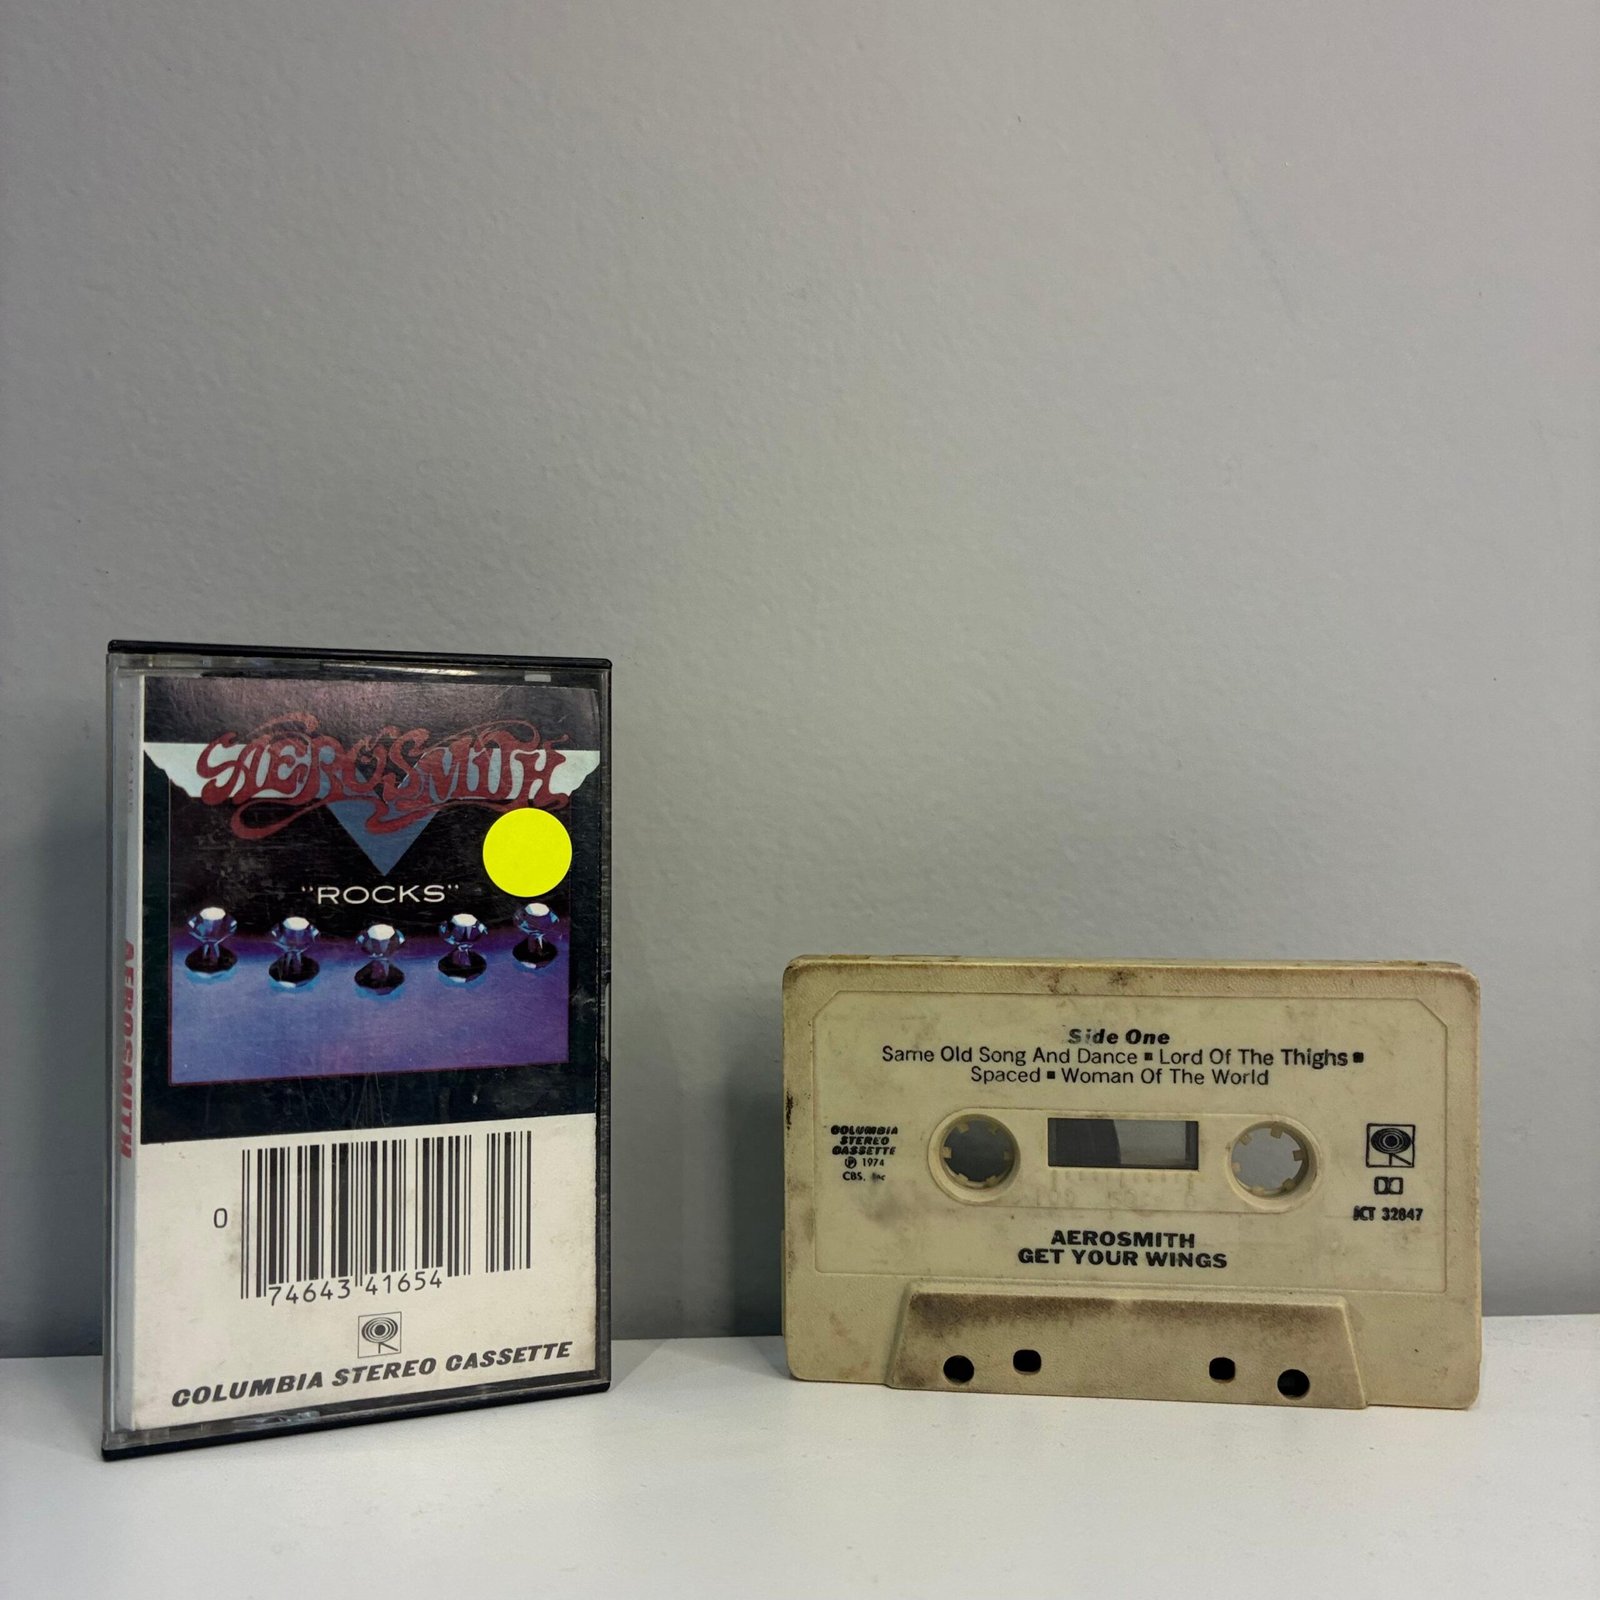 AEROSMITH
"ROCKS"
AEROSMITH
0 74643 41654
COLUMBIA STEREO CASSETTE
Side One
Same Old Song And Dance ▪ Lord Of The Thighs ▪
Spaced ▪ Woman Of The World
COLUMBIA
STEREO
CASSETTE
℗ 1974
CBS, Inc
JCT 32847
AEROSMITH
GET YOUR WINGS